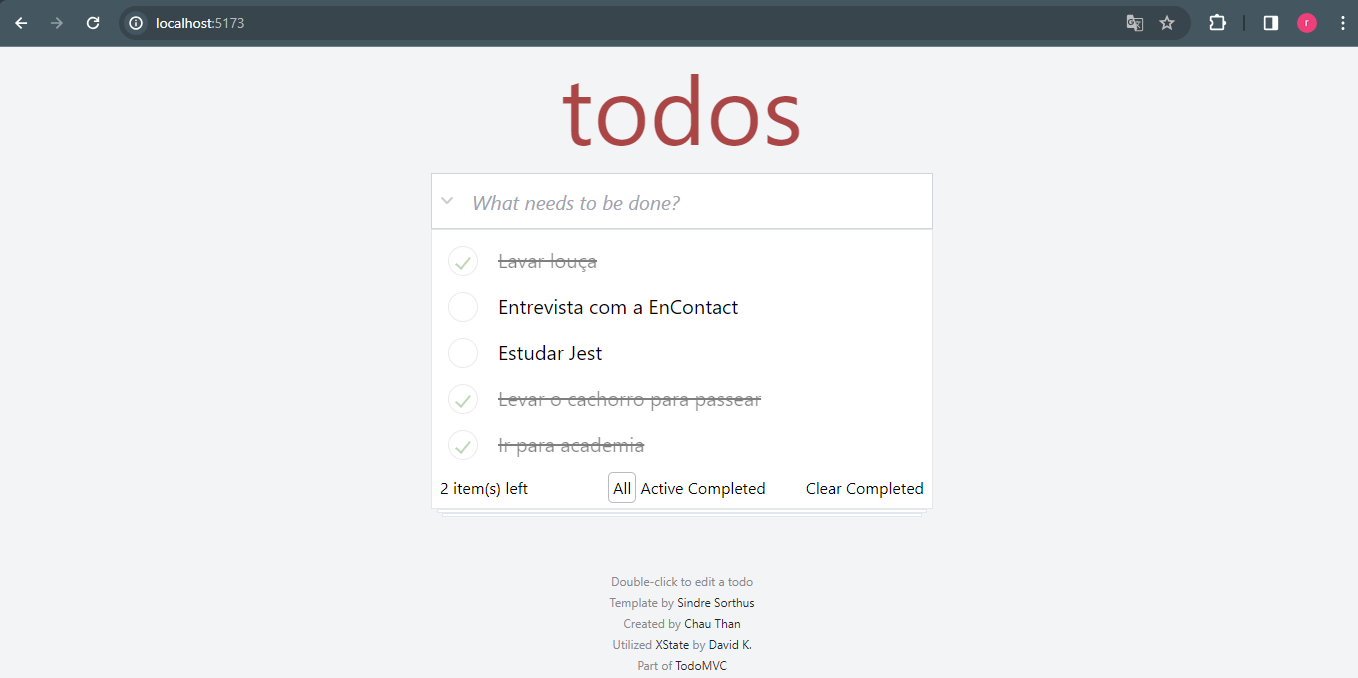 localhost:5173
r
todos
What needs to be done?
Lavar louça
Entrevista com a EnContact
Estudar Jest
Levar o cachorro para passear
Ir para academia
2 item(s) left All Active Completed Clear Completed
Double-click to edit a todo
Template by Sindre Sorthus
Created by Chau Than
Utilized XState by David K.
Part of TodoMVC